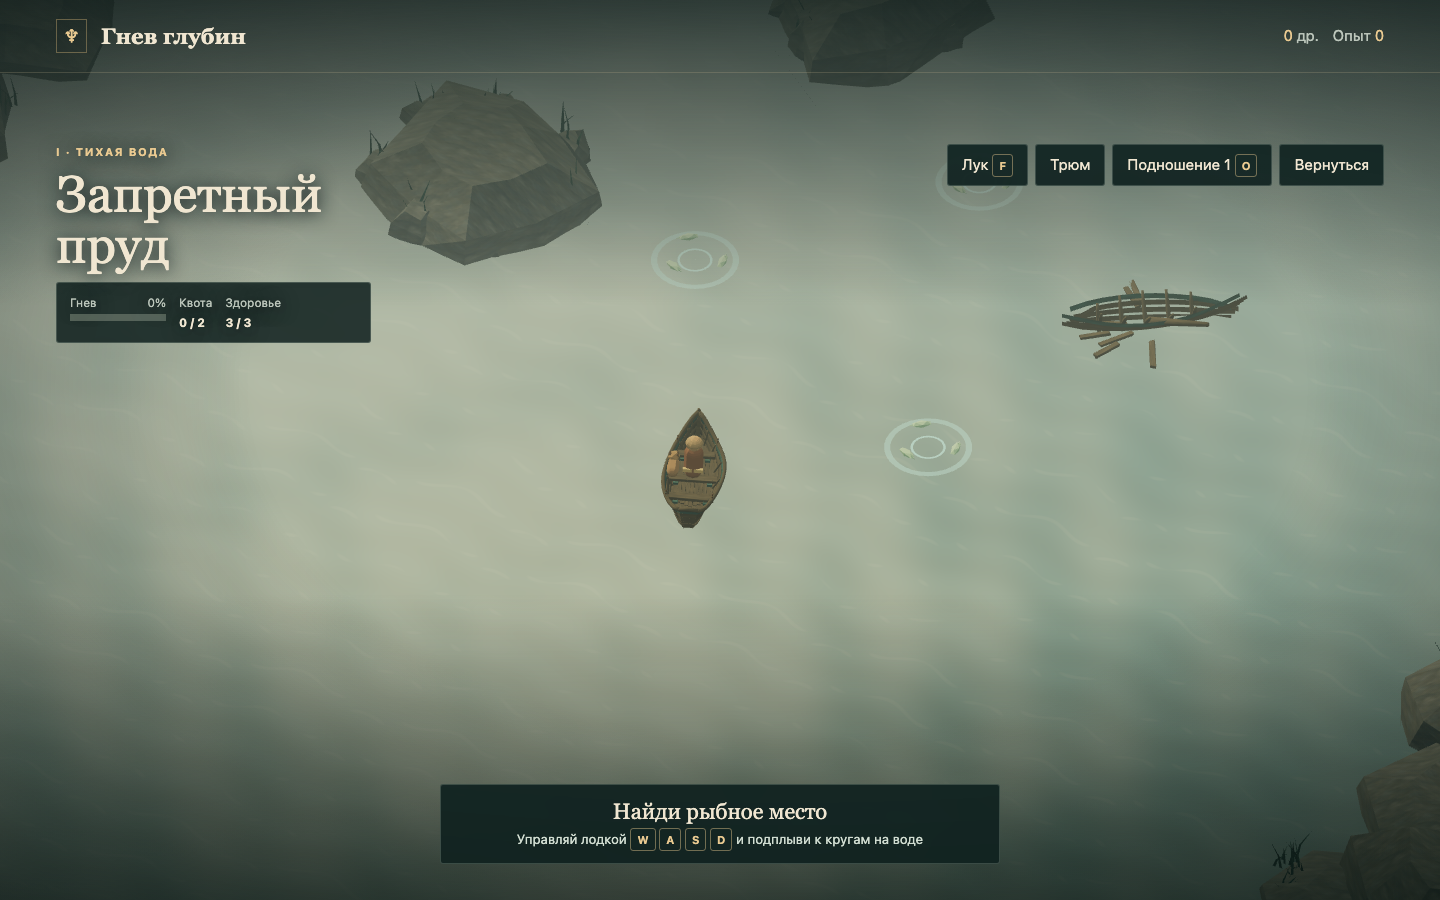 Гнев глубин
0 др. Опыт 0
I · ТИХАЯ ВОДА
Запретный
пруд
Лук F
Трюм
Подношение 1 O
Вернуться
Гнев 0% Квота Здоровье
0 / 2 3 / 3
Найди рыбное место
Управляй лодкой W A S D и подплыви к кругам на воде